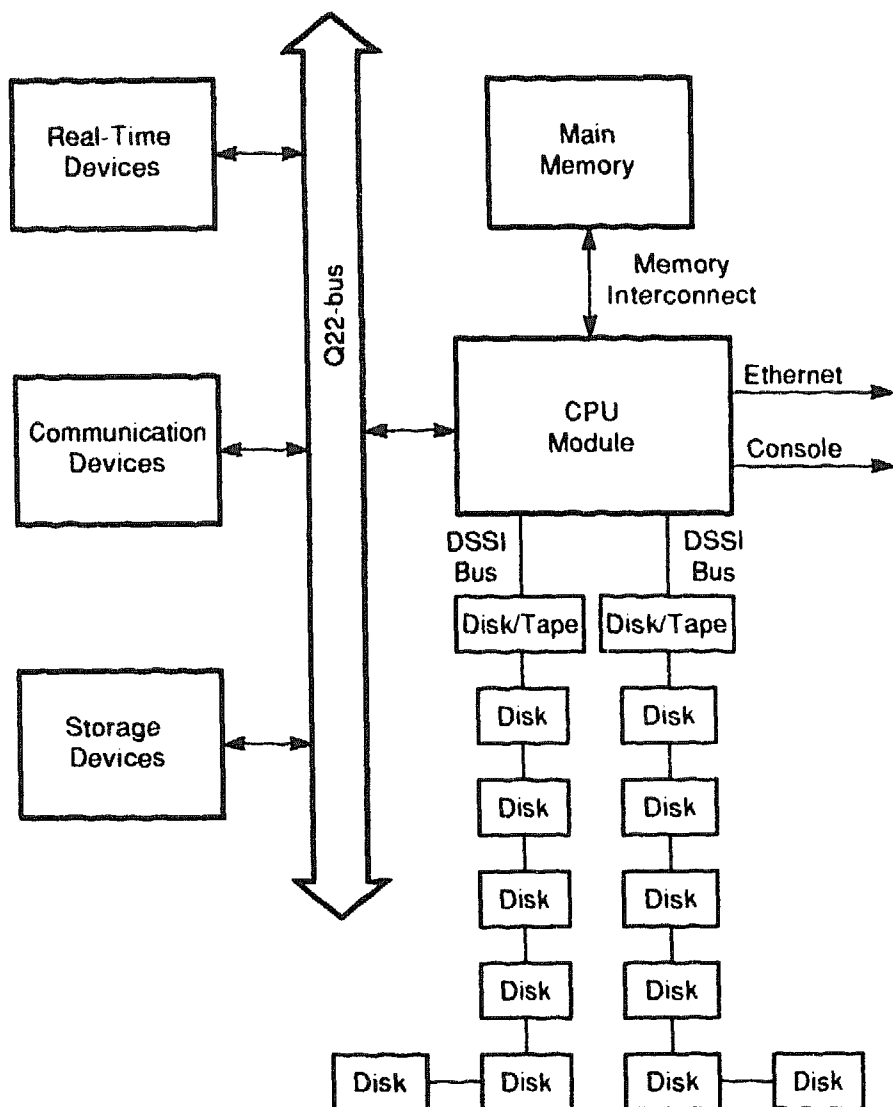 Real-Time
Devices
Main
Memory
Q22-bus
Memory
Interconnect
Communication
Devices
CPU
Module
Ethernet
Console
DSSI
Bus
DSSI
Bus
Disk/Tape
Disk/Tape
Storage
Devices
Disk
Disk
Disk
Disk
Disk
Disk
Disk
Disk
Disk
Disk
Disk
Disk